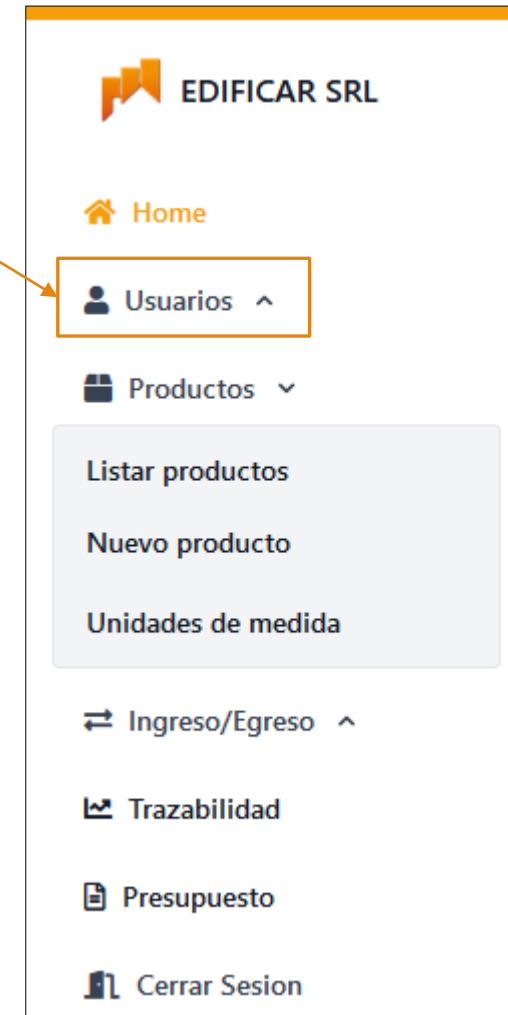 EDIFICAR SRL
Home
Usuarios
Productos
Listar productos
Nuevo producto
Unidades de medida
Ingreso/Egreso
Trazabilidad
Presupuesto
Cerrar Sesion